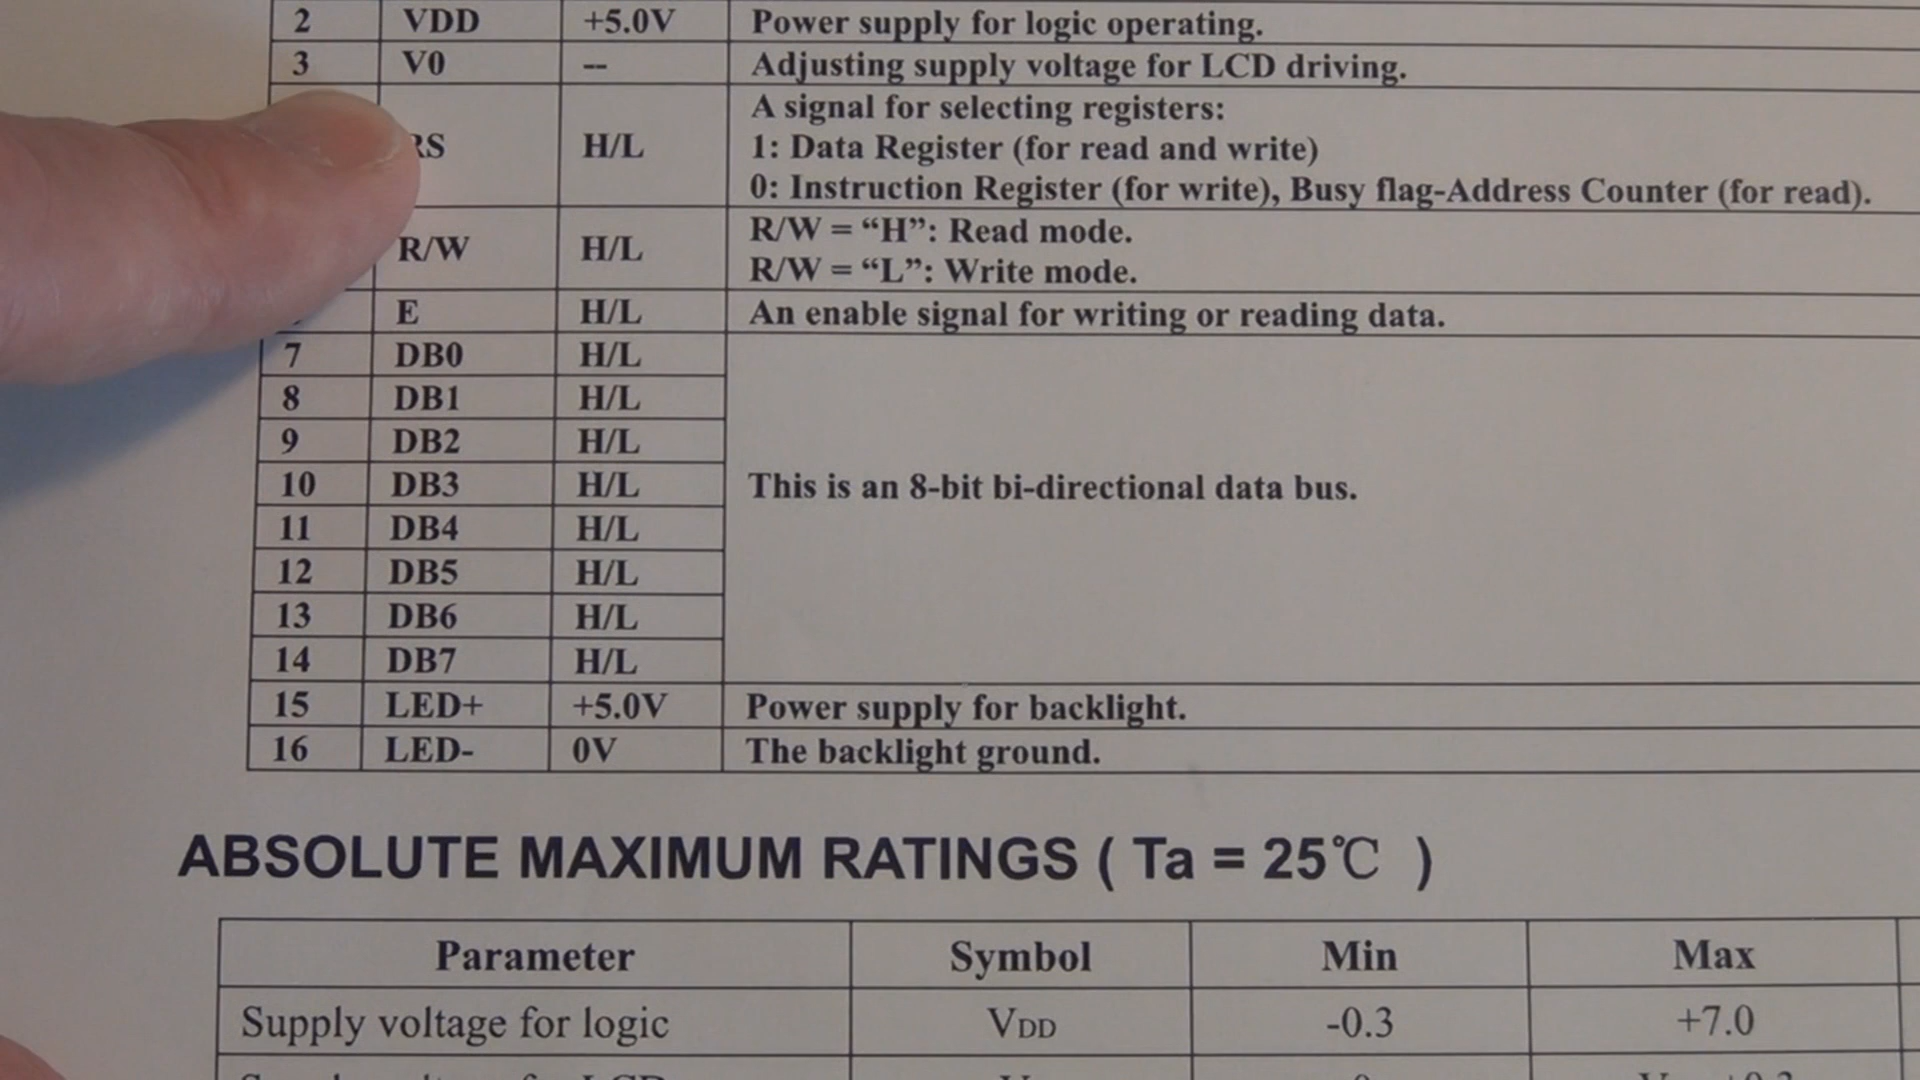 2 VDD +5.0V Power supply for logic operating.
3 V0 -- Adjusting supply voltage for LCD driving.
A signal for selecting registers:
RS H/L 1: Data Register (for read and write)
0: Instruction Register (for write), Busy flag-Address Counter (for read).
R/W H/L R/W = “H”: Read mode.
R/W = “L”: Write mode.
E H/L An enable signal for writing or reading data.
7 DB0 H/L
8 DB1 H/L
9 DB2 H/L
10 DB3 H/L This is an 8-bit bi-directional data bus.
11 DB4 H/L
12 DB5 H/L
13 DB6 H/L
14 DB7 H/L
15 LED+ +5.0V Power supply for backlight.
16 LED- 0V The backlight ground.
ABSOLUTE MAXIMUM RATINGS ( Ta = 25℃ )
Parameter Symbol Min Max
Supply voltage for logic VDD -0.3 +7.0